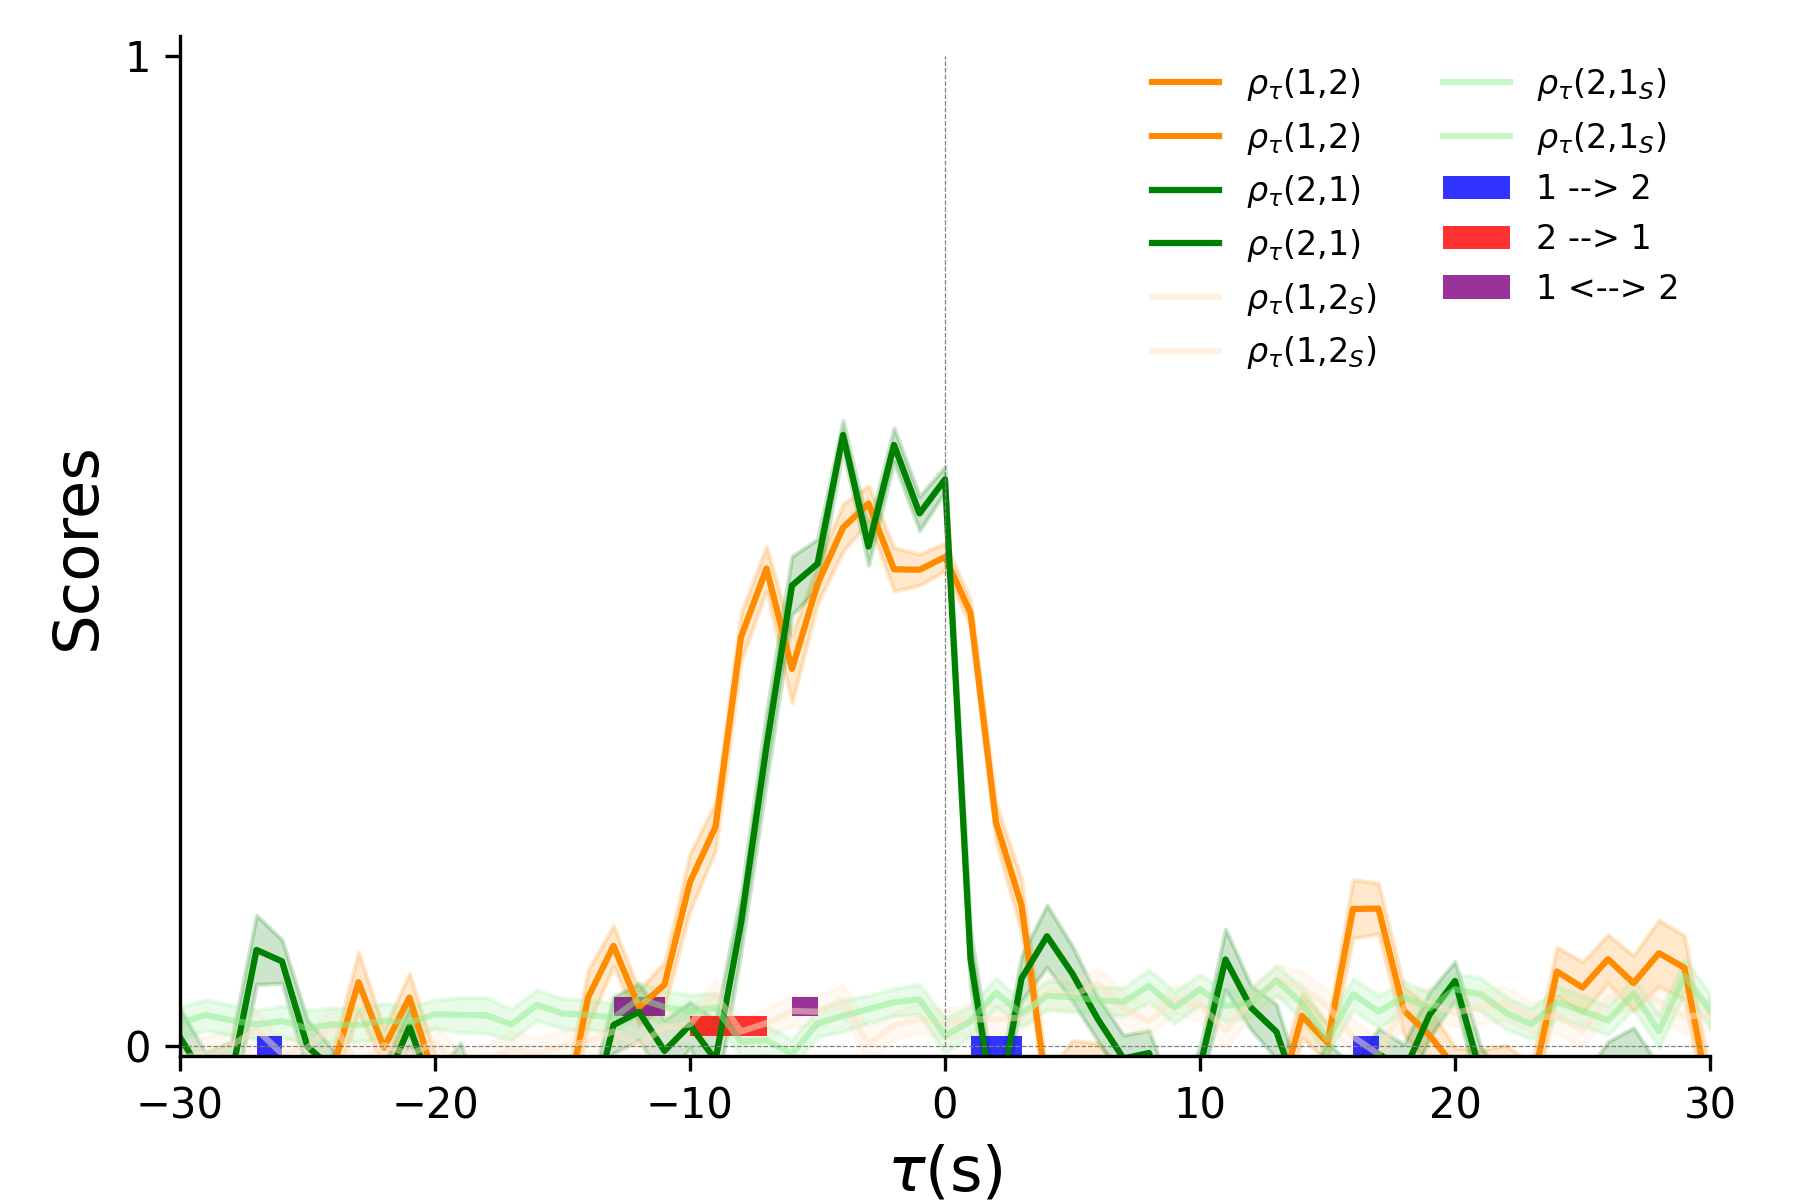 1
ρτ(1,2)
ρτ(1,2)
ρτ(2,1)
ρτ(2,1)
ρτ(1,2S)
ρτ(1,2S)
ρτ(2,1S)
ρτ(2,1S)
1 --> 2
2 --> 1
1 <--> 2
Scores
0
−30 −20 −10 0 10 20 30
τ(s)